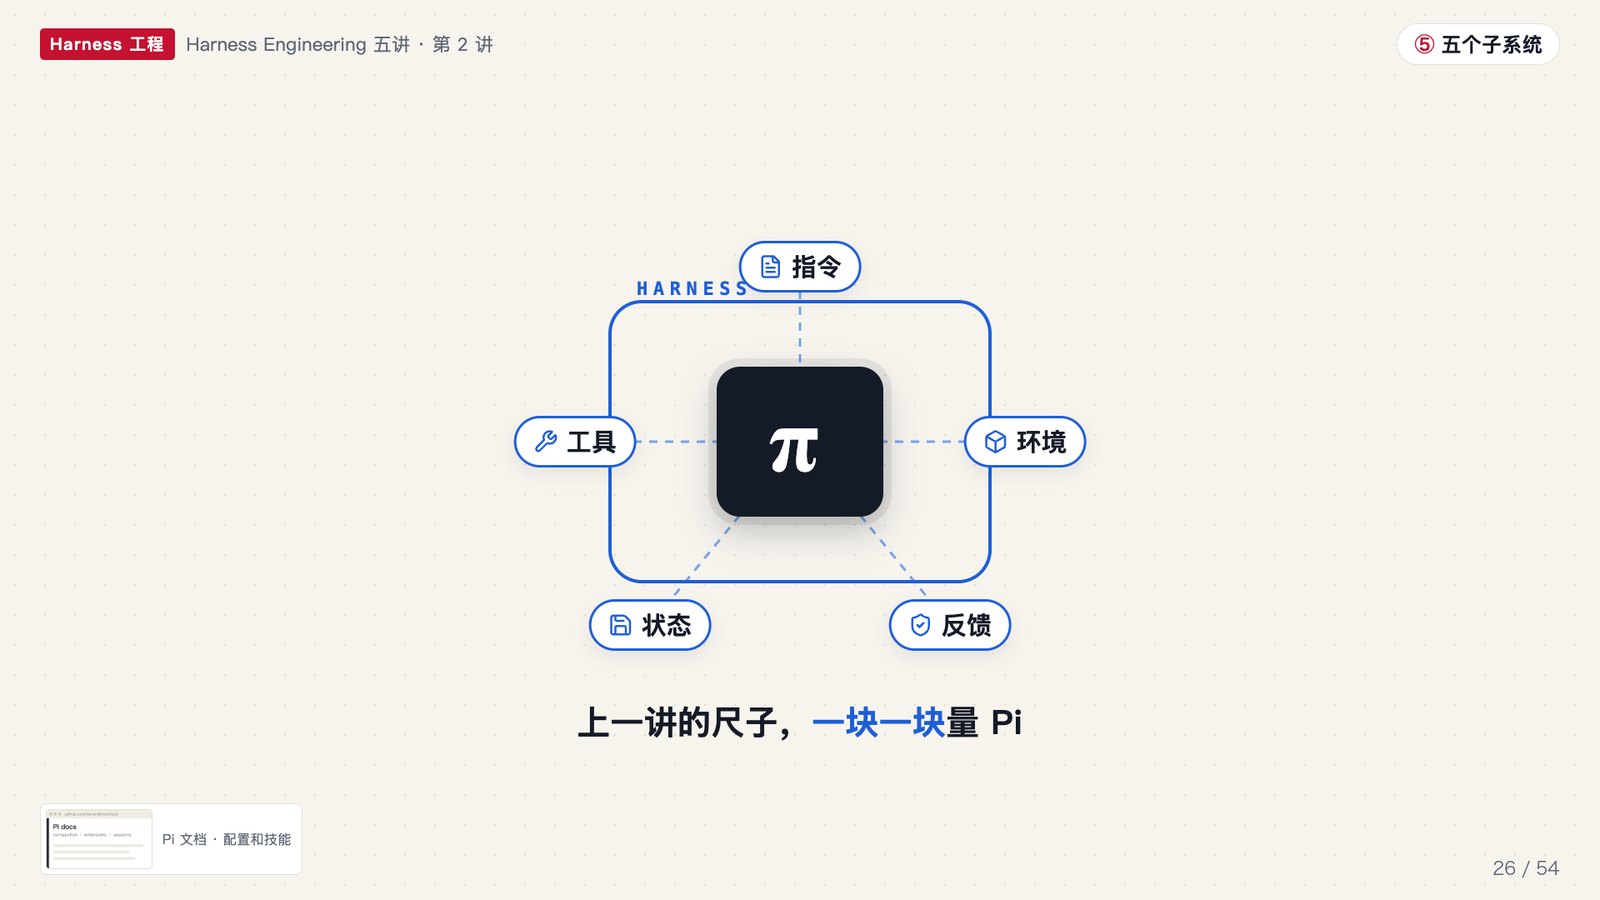 Harness 工程
Harness Engineering 五讲 · 第 2 讲
⑤ 五个子系统
指令
HARNESS
π
工具
环境
状态
反馈
上一讲的尺子，一块一块量 Pi
Pi docs
Pi 文档 · 配置和技能
26 / 54